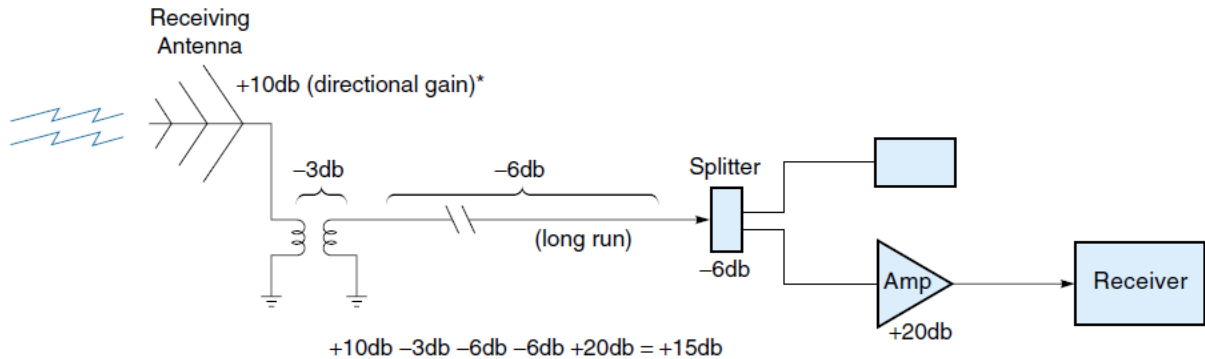 Receiving
Antenna
+10db (directional gain)*
–3db
–6db
(long run)
Splitter
–6db
Amp
+20db
Receiver
+10db –3db –6db –6db +20db = +15db